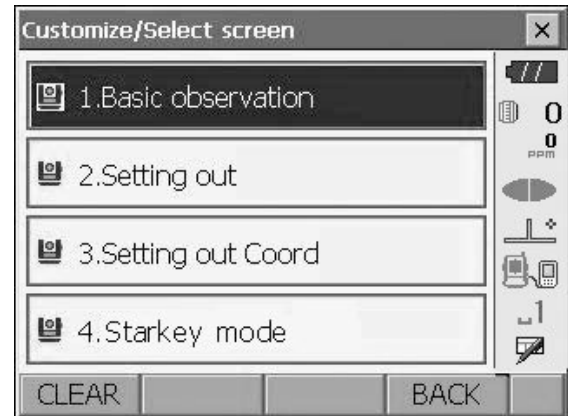 Customize/Select screen
1.Basic observation
0
0
ppm
2.Setting out
3.Setting out Coord
1
4.Starkey mode
CLEAR
BACK